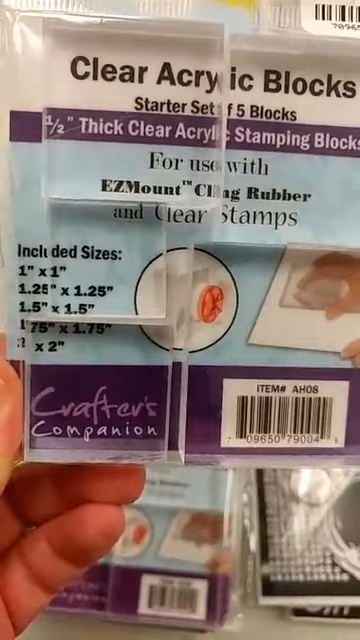 78965
Clear Acrylic Blocks
Starter Set of 5 Blocks
½" Thick Clear Acrylic Stamping Blocks
For use with
EZMount™ Cling Rubber
and Clear Stamps
Included Sizes:
1" x 1"
1.25" x 1.25"
1.5" x 1.5"
1.75" x 1.75"
x 2"
Crafter's
Companion
ITEM# AH08
7 09650 79004